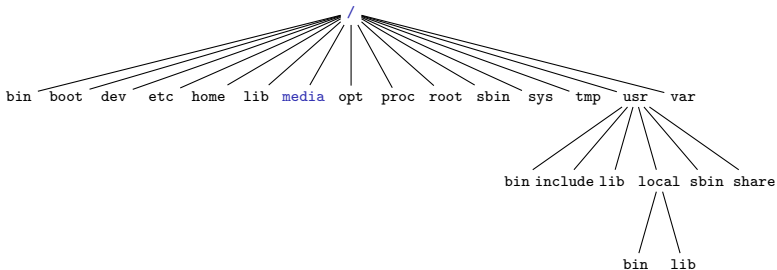 /
bin boot dev etc home lib media opt proc root sbin sys tmp usr var
bin include lib local sbin share
bin lib